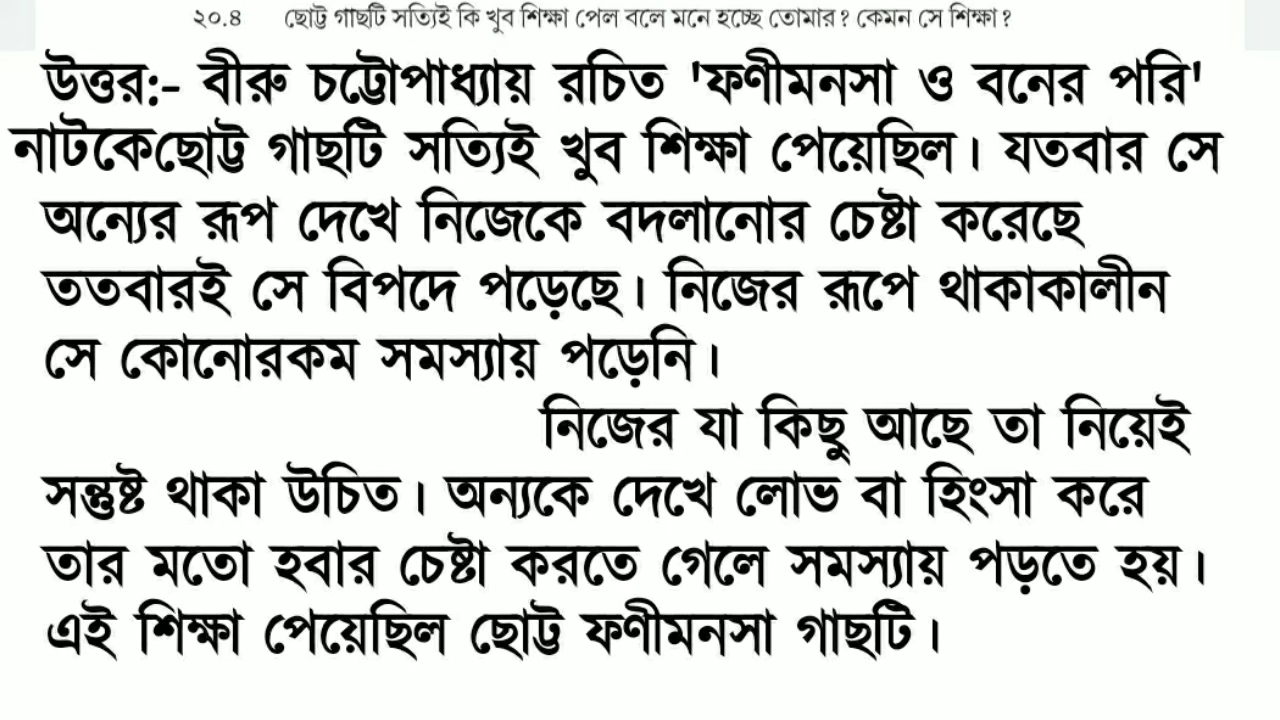 ২০.৪ ছোট্ট গাছটি সত্যিই কি খুব শিক্ষা পেল বলে মনে হচ্ছে তোমার? কেমন সে শিক্ষা?
উত্তর:- বীরু চট্টোপাধ্যায় রচিত 'ফণীমনসা ও বনের পরি'
নাটকেছোট্ট গাছটি সত্যিই খুব শিক্ষা পেয়েছিল। যতবার সে
অন্যের রূপ দেখে নিজেকে বদলানোর চেষ্টা করেছে
ততবারই সে বিপদে পড়েছে। নিজের রূপে থাকাকালীন
সে কোনোরকম সমস্যায় পড়েনি।
নিজের যা কিছু আছে তা নিয়েই
সন্তুষ্ট থাকা উচিত। অন্যকে দেখে লোভ বা হিংসা করে
তার মতো হবার চেষ্টা করতে গেলে সমস্যায় পড়তে হয়।
এই শিক্ষা পেয়েছিল ছোট্ট ফণীমনসা গাছটি।